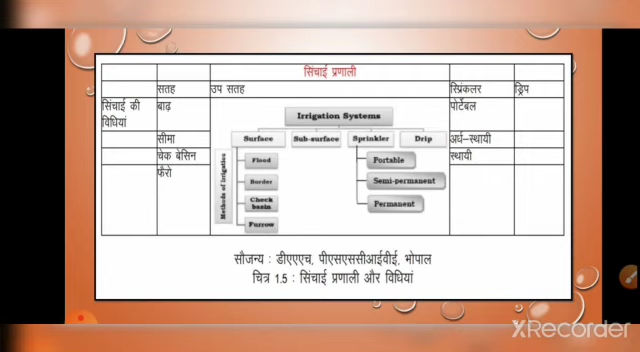 सिंचाई प्रणाली
सतह उप सतह स्प्रिंकलर ड्रिप
सिंचाई की विधियां बाढ़ पोर्टेबल
सीमा अर्ध–स्थायी
चेक बेसिन स्थायी
फैरो
Irrigation Systems
Surface Sub-surface Sprinkler Drip
Methods of Irrigation
Flood Portable
Border Semi-permanent
Check basin Permanent
Furrow
सौजन्य : डीएएएच, पीएसएससीआईवीई, भोपाल
चित्र 1.5 : सिंचाई प्रणाली और विधियां
XRecorder